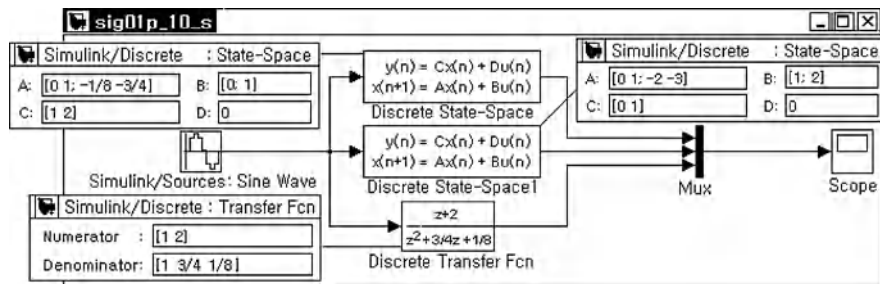 sig01p_10_s
Simulink/Discrete : State-Space
A: [0 1; -1/8 -3/4] B: [0; 1]
C: [1 2] D: 0
y(n) = Cx(n) + Du(n)
x(n+1) = Ax(n) + Bu(n)
Discrete State-Space
Simulink/Discrete : State-Space
A: [0 1; -2 -3] B: [1; 2]
C: [0 1] D: 0
Simulink/Sources: Sine Wave
y(n) = Cx(n) + Du(n)
x(n+1) = Ax(n) + Bu(n)
Discrete State-Space1
Mux
Scope
Simulink/Discrete : Transfer Fcn
Numerator : [1 2]
Denominator: [1 3/4 1/8]
z+2
z²+3/4z+1/8
Discrete Transfer Fcn